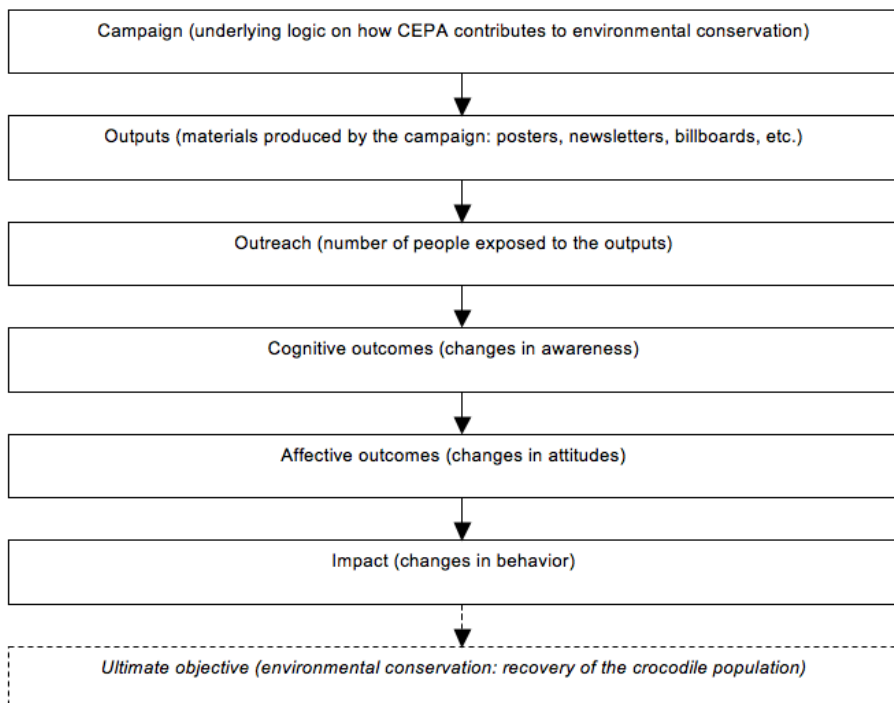 Campaign (underlying logic on how CEPA contributes to environmental conservation)
Outputs (materials produced by the campaign: posters, newsletters, billboards, etc.)
Outreach (number of people exposed to the outputs)
Cognitive outcomes (changes in awareness)
Affective outcomes (changes in attitudes)
Impact (changes in behavior)
Ultimate objective (environmental conservation: recovery of the crocodile population)